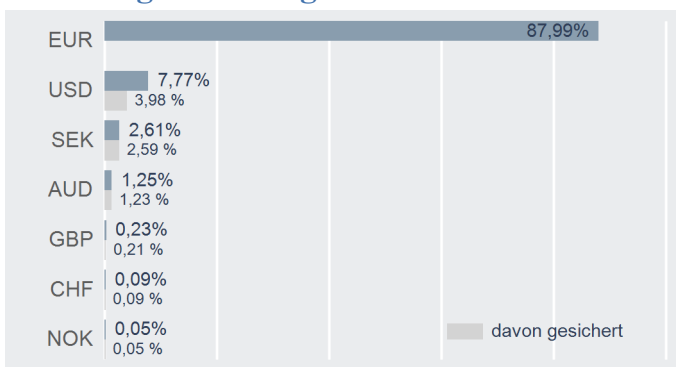 EUR 87,99%
USD 7,77%
3,98 %
SEK 2,61%
2,59 %
AUD 1,25%
1,23 %
GBP 0,23%
0,21 %
CHF 0,09%
0,09 %
NOK 0,05%
0,05 %
davon gesichert